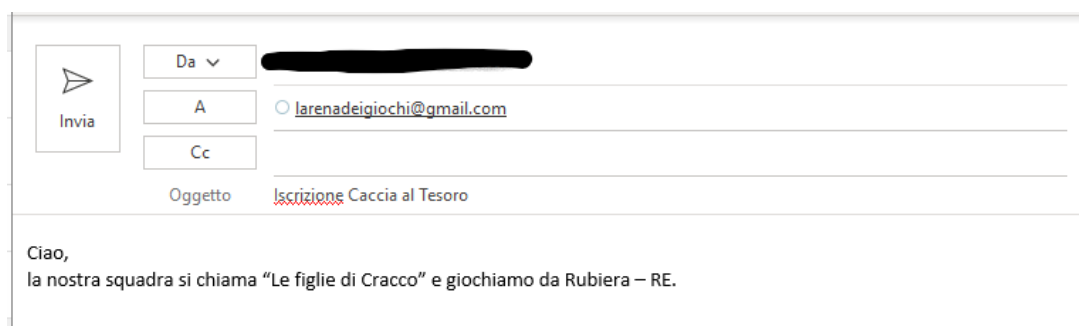 Da
Invia
A
larenadeigiochi@gmail.com
Cc
Oggetto
Iscrizione Caccia al Tesoro
Ciao,
la nostra squadra si chiama “Le figlie di Cracco” e giochiamo da Rubiera – RE.